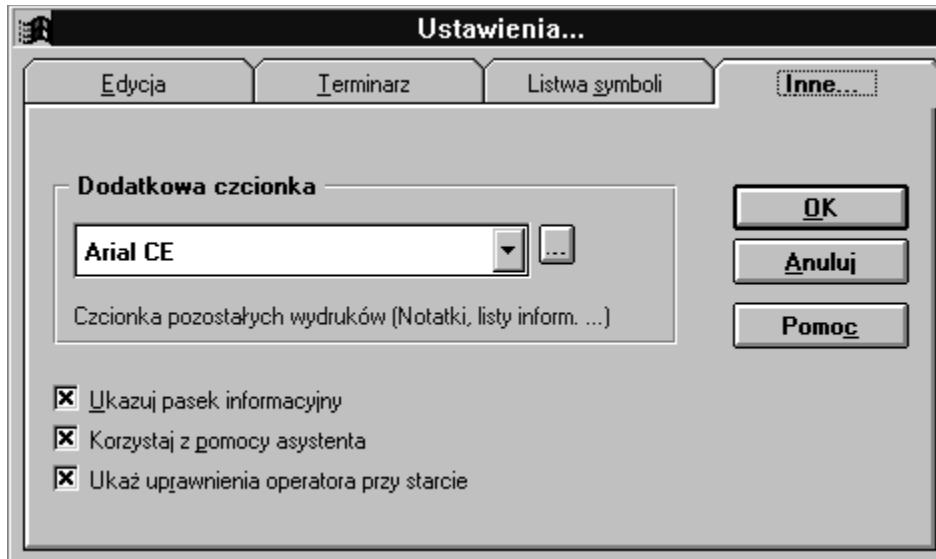 Ustawienia...
Edycja Terminarz Listwa symboli Inne...
Dodatkowa czcionka
Arial CE ...
Czcionka pozostałych wydruków (Notatki, listy inform. ...)
OK
Anuluj
Pomoc
Ukazuj pasek informacyjny
Korzystaj z pomocy asystenta
Ukaż uprawnienia operatora przy starcie